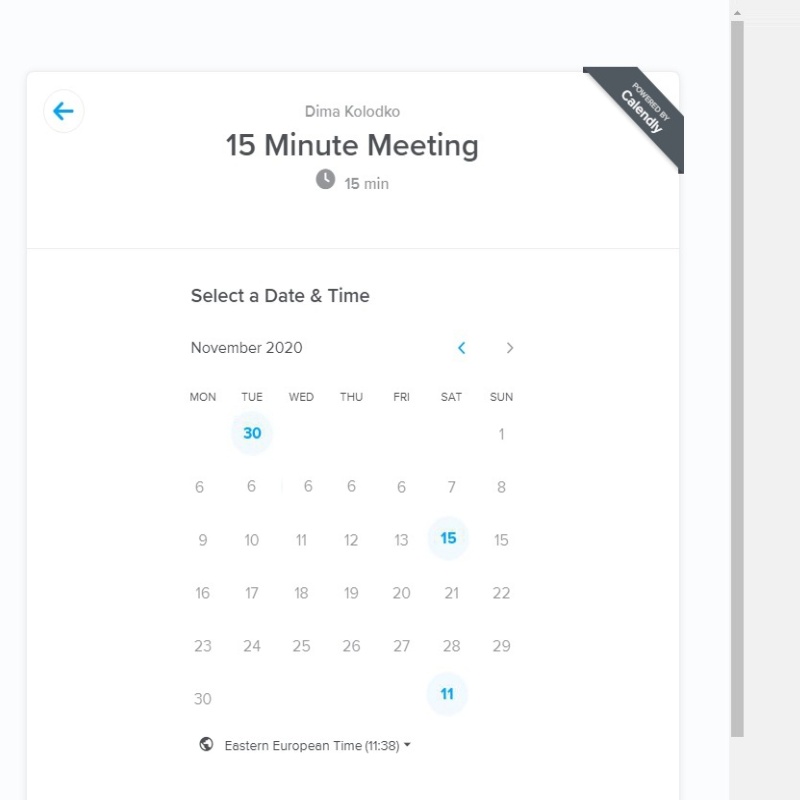 Dima Kolodko
POWERED BY
Calendly
15 Minute Meeting
15 min
Select a Date & Time
November 2020
MON TUE WED THU FRI SAT SUN
30 1
6 6 6 6 6 7 8
9 10 11 12 13 15 15
16 17 18 19 20 21 22
23 24 25 26 27 28 29
30 11
Eastern European Time (11:38)